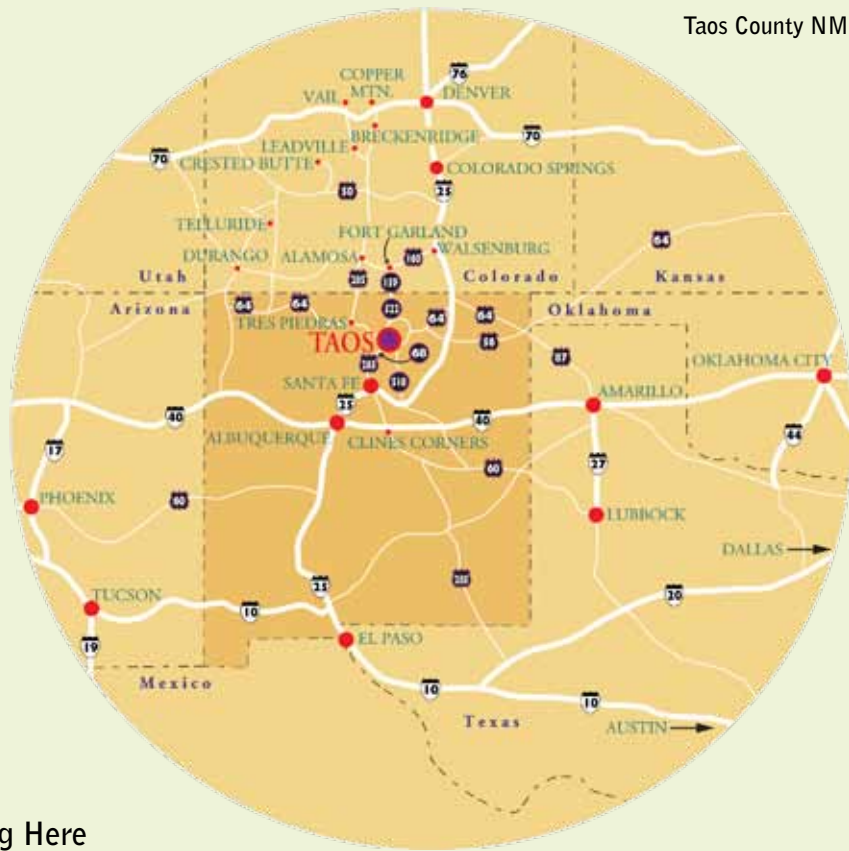 Taos County NM
76
COPPER
MTN.
VAIL
DENVER
BRECKENRIDGE
70
70
LEADVILLE
CRESTED BUTTE
COLORADO SPRINGS
50
25
TELLURIDE
FORT GARLAND
64
DURANGO
ALAMOSA
160
WALSENBURG
Utah
285
159
Colorado
Kansas
Arizona
64
64
522
64
64
Oklahoma
TRES PIEDRAS
TAOS
68
56
87
285
518
OKLAHOMA CITY
SANTA FE
25
AMARILLO
40
40
ALBUQUERQUE
CLINES CORNERS
44
17
27
60
60
PHOENIX
LUBBOCK
DALLAS
285
25
TUCSON
10
20
19
EL PASO
Mexico
10
10
Texas
AUSTIN
g Here